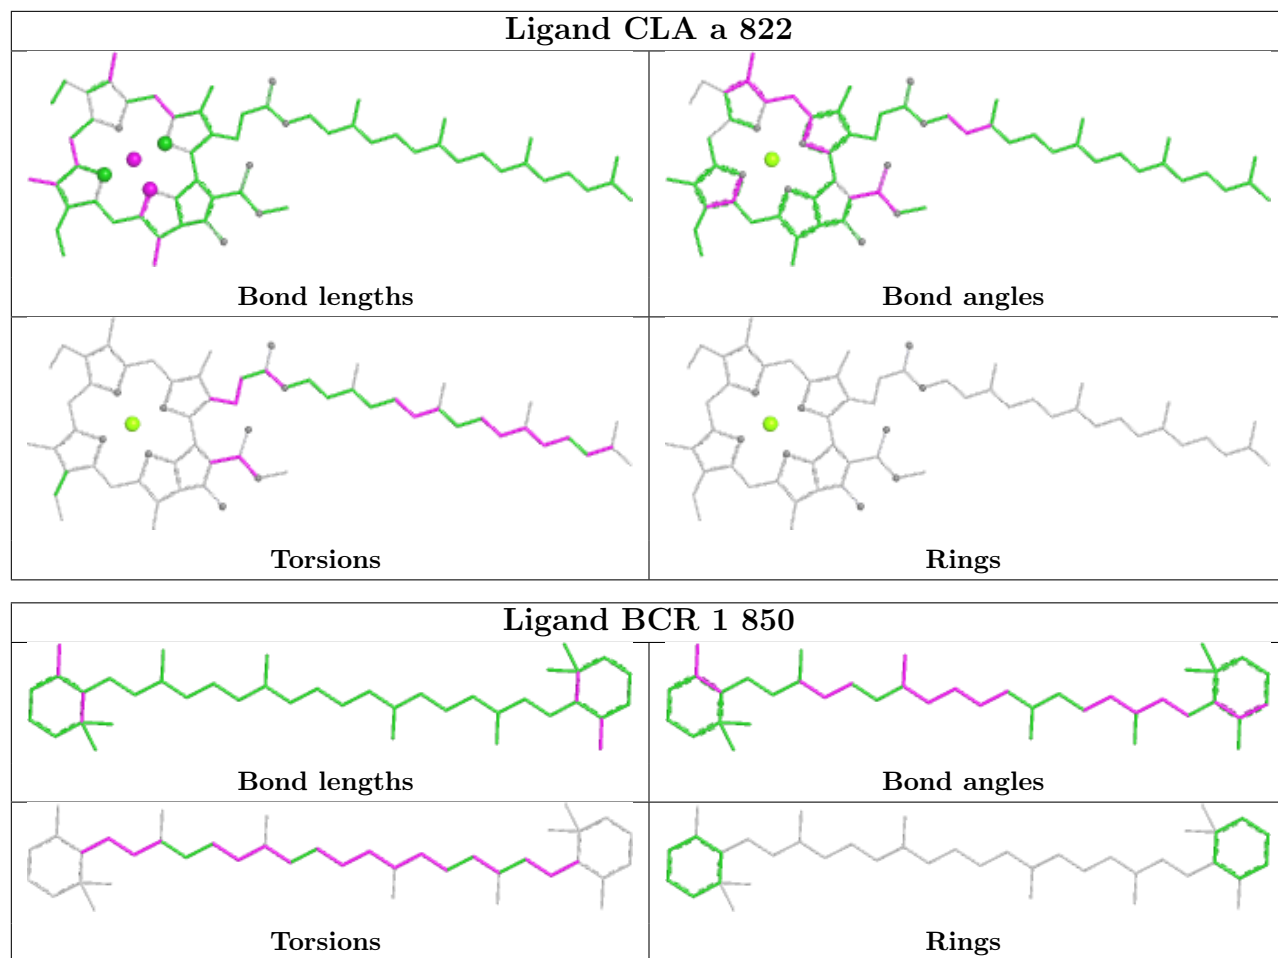 Ligand CLA a 822
Bond lengths
Bond angles
Torsions
Rings
Ligand BCR 1 850
Bond lengths
Bond angles
Torsions
Rings